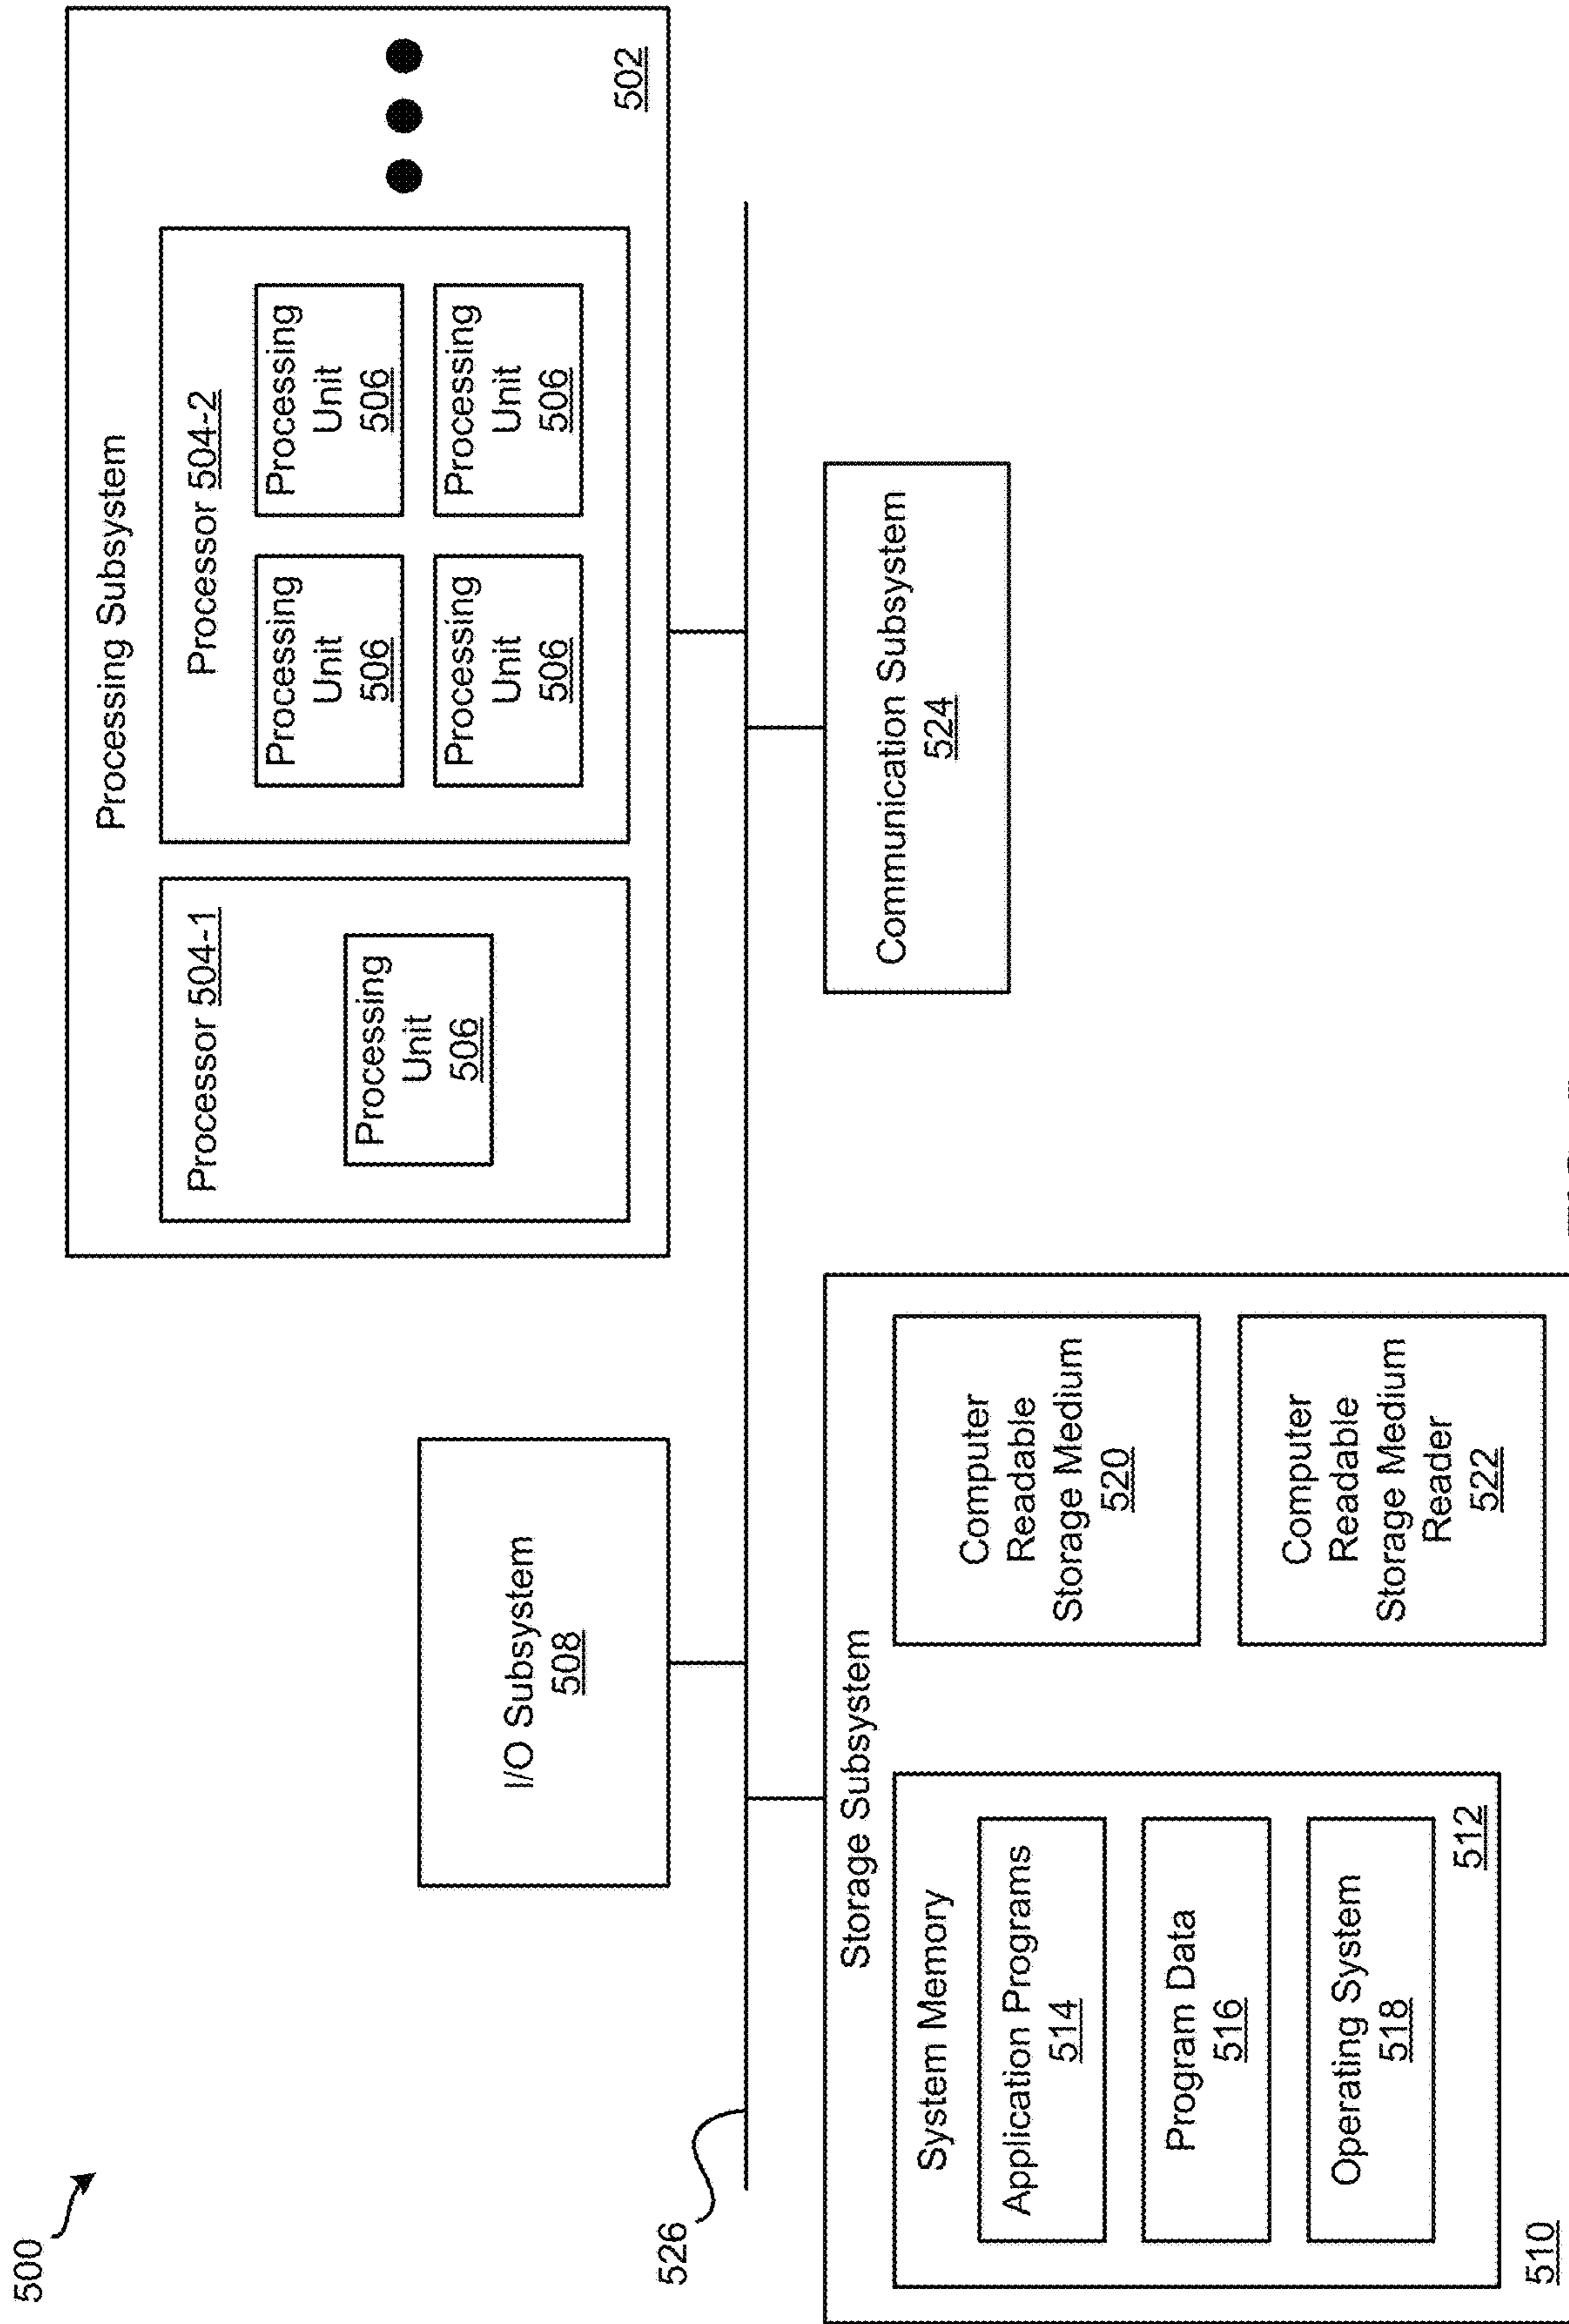 500
Processing Subsystem
Processor 504-1
Processing
Unit
506
Processor 504-2
Processing
Unit
506
Processing
Unit
506
Processing
Unit
506
Processing
Unit
506
502
I/O Subsystem
508
526
Storage Subsystem
System Memory
Application Programs
514
Program Data
516
Operating System
518
512
Computer
Readable
Storage Medium
520
Computer
Readable
Storage Medium
Reader
522
510
Communication Subsystem
524